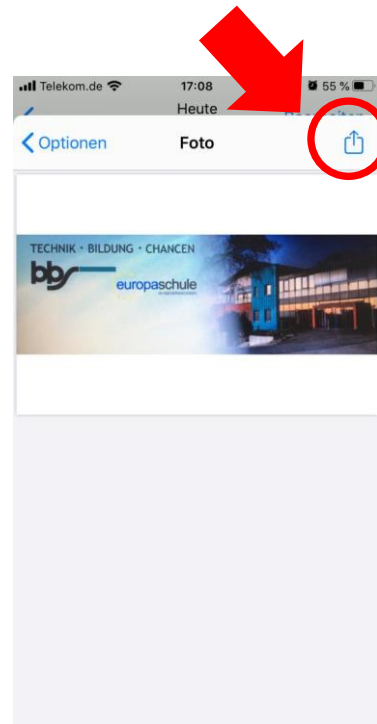 Telekom.de 17:08 55 %
Heute
Optionen Foto
TECHNIK · BILDUNG · CHANCEN
bbs
europaschule